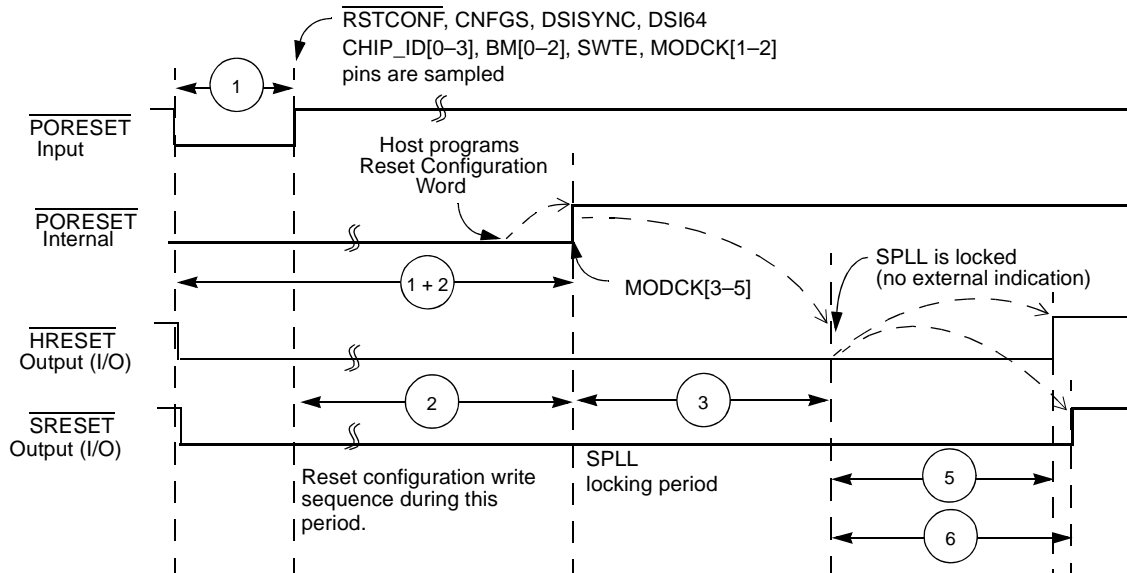 RSTCONF, CNFGS, DSISYNC, DSI64
CHIP_ID[0–3], BM[0–2], SWTE, MODCK[1–2]
pins are sampled
1
PORESET
Input
Host programs
Reset Configuration
Word
PORESET
Internal
1 + 2
MODCK[3–5]
SPLL is locked
(no external indication)
HRESET
Output (I/O)
2
3
SRESET
Output (I/O)
Reset configuration write
sequence during this
period.
SPLL
locking period
5
6